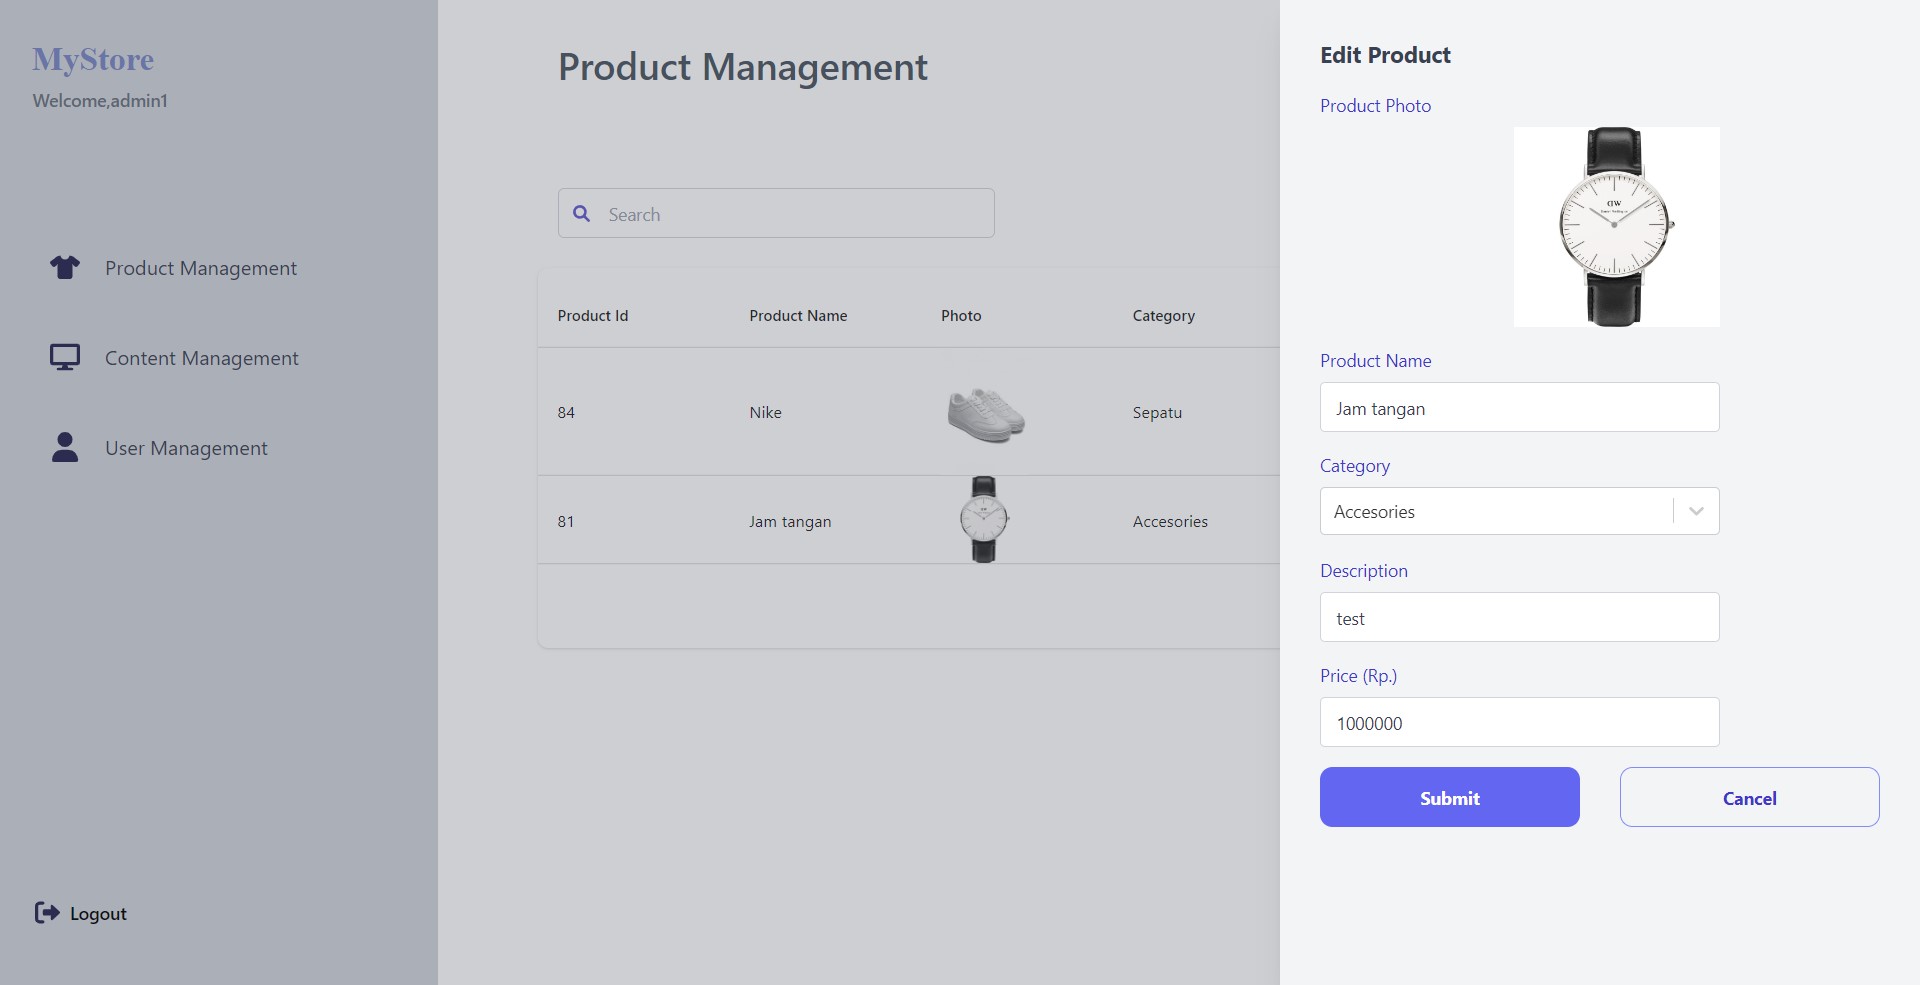 MyStore
Welcome,admin1
Product Management
Content Management
User Management
Logout
Product Management
Search
Product Id Product Name Photo Category
84 Nike Sepatu
81 Jam tangan Accesories
Edit Product
Product Photo
Product Name
Jam tangan
Category
Accesories
Description
test
Price (Rp.)
1000000
Submit Cancel